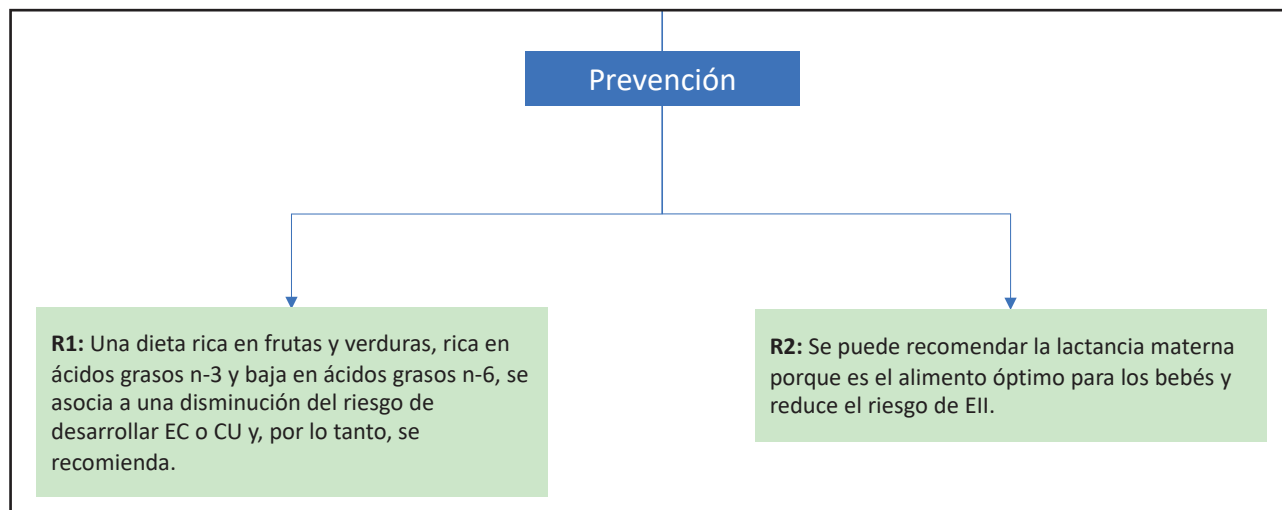 Prevención
R1: Una dieta rica en frutas y verduras, rica en
ácidos grasos n-3 y baja en ácidos grasos n-6, se
asocia a una disminución del riesgo de
desarrollar EC o CU y, por lo tanto, se
recomienda.
R2: Se puede recomendar la lactancia materna
porque es el alimento óptimo para los bebés y
reduce el riesgo de EII.